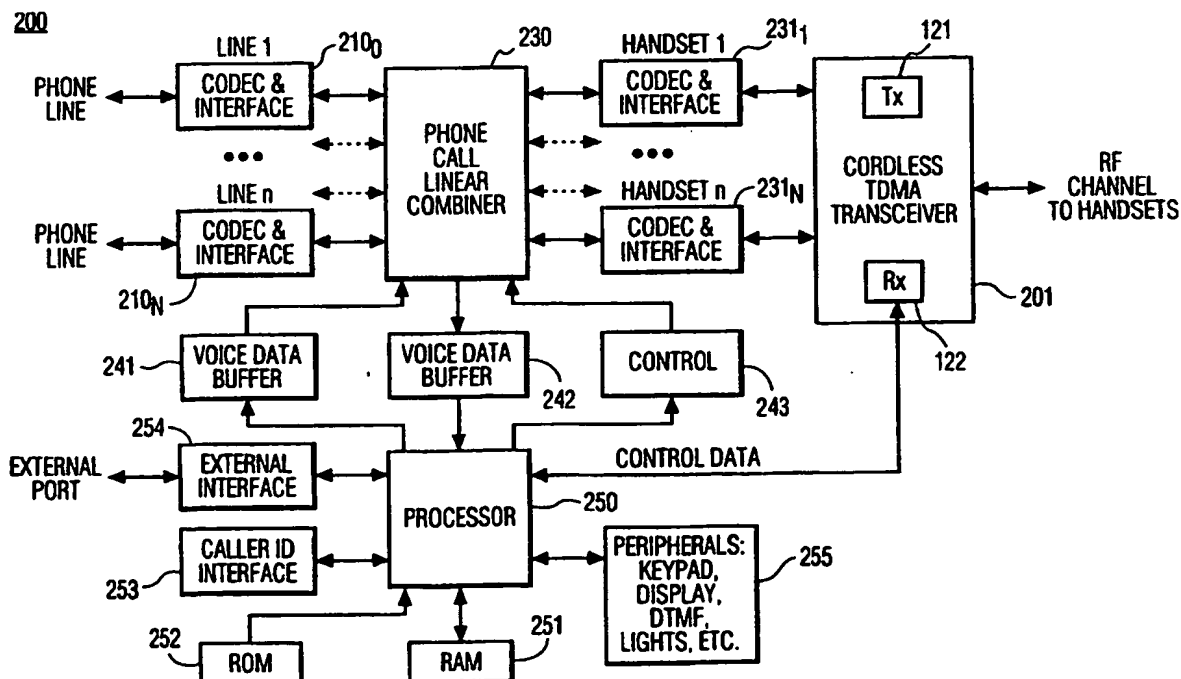 200
LINE 1
210₀
230
HANDSET 1
231₁
121
PHONE
LINE
CODEC &
INTERFACE
PHONE
CALL
LINEAR
COMBINER
CODEC &
INTERFACE
Tx
CORDLESS
TDMA
TRANSCEIVER
RF
CHANNEL
TO HANDSETS
LINE n
HANDSET n
231N
PHONE
LINE
CODEC &
INTERFACE
CODEC &
INTERFACE
Rx
210N
201
122
241
VOICE DATA
BUFFER
VOICE DATA
BUFFER
242
CONTROL
243
254
EXTERNAL
PORT
EXTERNAL
INTERFACE
CONTROL DATA
PROCESSOR
250
CALLER ID
INTERFACE
253
PERIPHERALS:
KEYPAD,
DISPLAY,
DTMF,
LIGHTS, ETC.
255
252
ROM
RAM
251